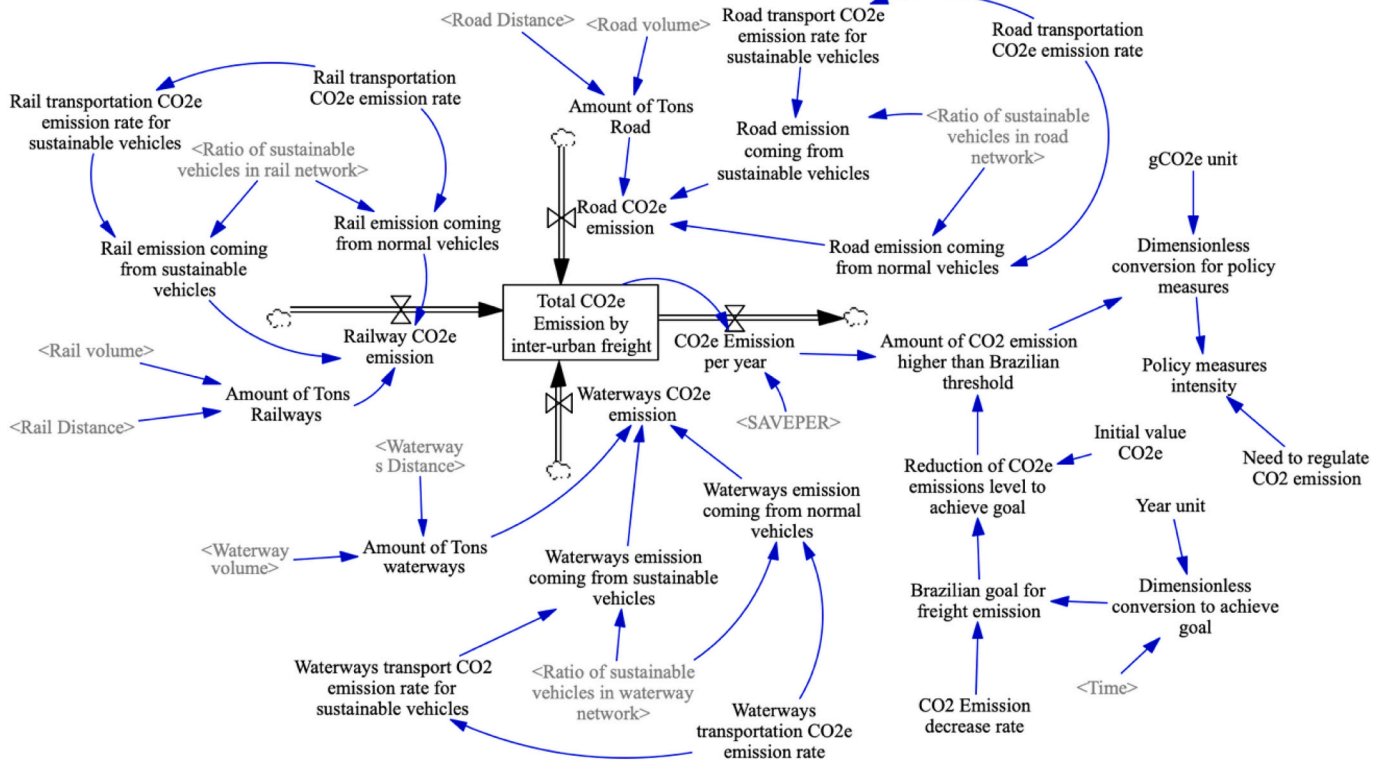 <Road Distance>
<Road volume>
Road transport CO2e
emission rate for
sustainable vehicles
Road transportation
CO2e emission rate
Rail transportation
CO2e emission rate
Rail transportation CO2e
emission rate for
sustainable vehicles
Amount of Tons
Road
Road emission
coming from
sustainable vehicles
<Ratio of sustainable
vehicles in road
network>
<Ratio of sustainable
vehicles in rail network>
gCO2e unit
Rail emission coming
from normal vehicles
Road CO2e
emission
Rail emission coming
from sustainable
vehicles
Road emission coming
from normal vehicles
Dimensionless
conversion for policy
measures
Total CO2e
Emission by
inter-urban freight
Railway CO2e
emission
CO2e Emission
per year
Amount of CO2 emission
higher than Brazilian
threshold
<Rail volume>
Policy measures
intensity
Amount of Tons
Railways
Waterways CO2e
emission
<Rail Distance>
<SAVEPER>
<Waterway
s Distance>
Initial value
CO2e
Need to regulate
CO2 emission
Reduction of CO2e
emissions level to
achieve goal
Waterways emission
coming from normal
vehicles
Year unit
<Waterway
volume>
Amount of Tons
waterways
Waterways emission
coming from sustainable
vehicles
Brazilian goal for
freight emission
Dimensionless
conversion to achieve
goal
Waterways transport CO2
emission rate for
sustainable vehicles
<Ratio of sustainable
vehicles in waterway
network>
<Time>
Waterways
transportation CO2e
emission rate
CO2 Emission
decrease rate